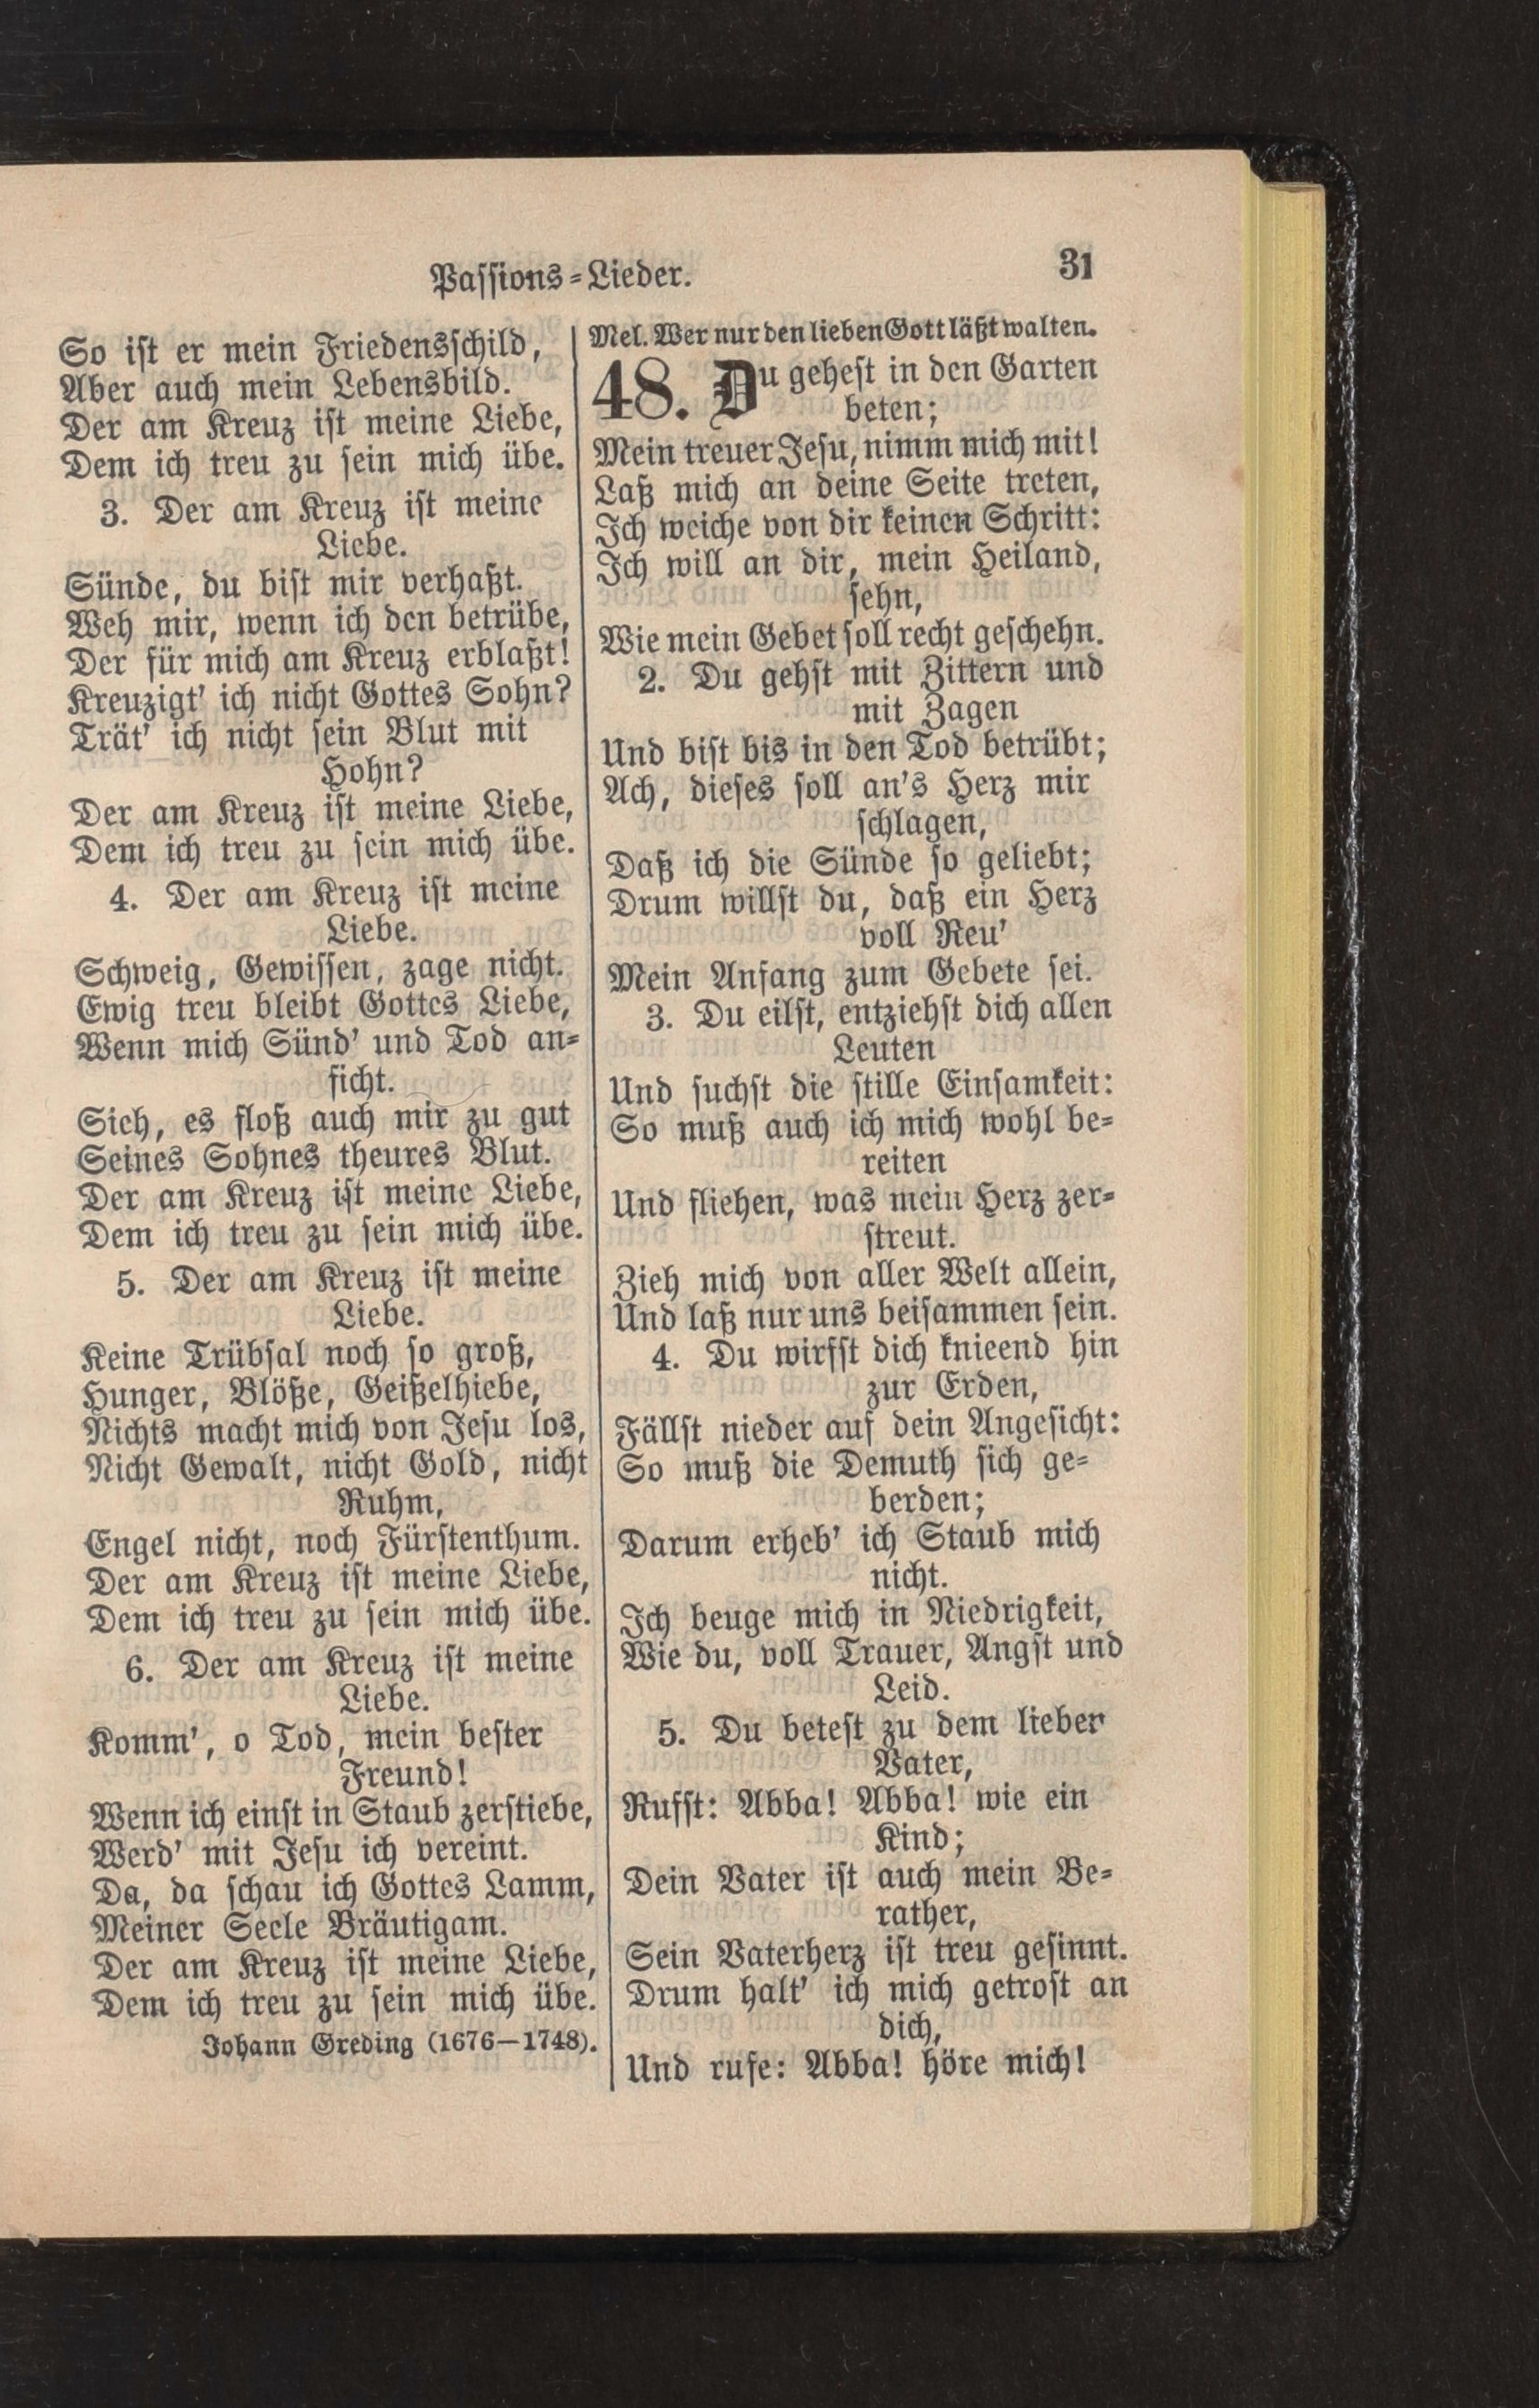 Passions-Lieder.
31
So ist er mein Friedensschild,
Aber auch mein Lebensbild.
Der am Kreuz ist meine Liebe,
Dem ich treu zu sein mich übe.
3. Der am Kreuz ist meine
Liebe.
Sünde, du bist mir verhaßt.
Weh mir, wenn ich den betrübe,
Der für mich am Kreuz erblaßt!
Kreuzigt' ich nicht Gottes Sohn?
Trät' ich nicht sein Blut mit
Hohn?
Der am Kreuz ist meine Liebe,
Dem ich treu zu sein mich übe.
4. Der am Kreuz ist meine
Liebe.
Schweig, Gewissen, zage nicht.
Ewig treu bleibt Gottes Liebe,
Wenn mich Sünd' und Tod an-
ficht.
Sieh, es floß auch mir zu gut
Seines Sohnes theures Blut.
Der am Kreuz ist meine Liebe,
Dem ich treu zu sein mich übe.
5. Der am Kreuz ist meine
Liebe.
Keine Trübsal noch so groß,
Hunger, Blöße, Geißelhiebe,
Nichts macht mich von Jesu los,
Nicht Gewalt, nicht Gold, nicht
Ruhm,
Engel nicht, noch Fürstenthum.
Der am Kreuz ist meine Liebe,
Dem ich treu zu sein mich übe.
6. Der am Kreuz ist meine
Liebe.
Komm', o Tod, mein bester
Freund!
Wenn ich einst in Staub zerstiebe,
Werd' mit Jesu ich vereint.
Da, da schau ich Gottes Lamm,
Meiner Seele Bräutigam.
Der am Kreuz ist meine Liebe,
Dem ich treu zu sein mich übe.
Johann Greding (1676—1748).
Mel. Wer nur den lieben Gott läßt walten.
48. Du gehest in den Garten
beten;
Mein treuer Jesu, nimm mich mit!
Laß mich an deine Seite treten,
Ich weiche von dir keinen Schritt:
Ich will an dir, mein Heiland,
sehn,
Wie mein Gebet soll recht geschehn.
2. Du gehst mit Zittern und
mit Zagen
Und bist bis in den Tod betrübt;
Ach, dieses soll an's Herz mir
schlagen,
Daß ich die Sünde so geliebt;
Drum willst du, daß ein Herz
voll Reu'
Mein Anfang zum Gebete sei.
3. Du eilst, entziehst dich allen
Leuten
Und suchst die stille Einsamkeit:
So muß auch ich mich wohl be-
reiten
Und fliehen, was mein Herz zer-
streut.
Zieh mich von aller Welt allein,
Und laß nur uns beisammen sein.
4. Du wirfst dich knieend hin
zur Erden,
Fällst nieder auf dein Angesicht:
So muß die Demuth sich ge-
berden;
Darum erheb' ich Staub mich
nicht.
Ich beuge mich in Niedrigkeit,
Wie du, voll Trauer, Angst und
Leid.
5. Du betest zu dem lieber
Vater,
Rufst: Abba! Abba! wie ein
Kind;
Dein Vater ist auch mein Be-
rather,
Sein Vaterherz ist treu gesinnt.
Drum halt' ich mich getrost an
dich,
Und rufe: Abba! höre mich!